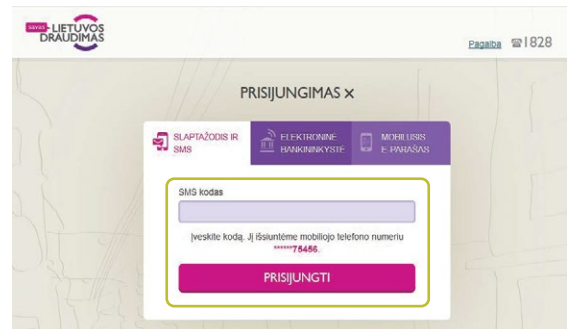 savas LIETUVOS
DRAUDIMAS
Pagalba ☎1828
PRISIJUNGIMAS ×
SLAPTAŽODIS IR
SMS
ELEKTRONINĖ
BANKININKYSTĖ
MOBILUSIS
E. PARAŠAS
SMS kodas
Įveskite kodą. Jį išsiuntėme mobiliojo telefono numeriu
******75456.
PRISIJUNGTI